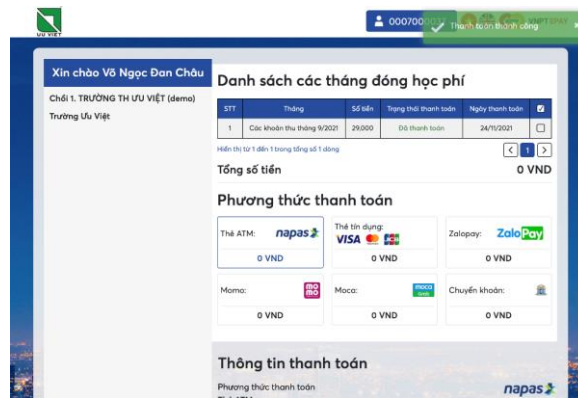 ƯU VIỆT
0007000037
Thanh toán thành công
VNPT EPAY
Xin chào Võ Ngọc Đan Châu
Chồi 1. TRƯỜNG TH ƯU VIỆT (demo)
Trường Ưu Việt
Danh sách các tháng đóng học phí
STT Tháng Số tiền Trạng thái thanh toán Ngày thanh toán
1 Các khoản thu tháng 9/2021 29,000 Đã thanh toán 24/11/2021
Hiển thị từ 1 đến 1 trong tổng số 1 dòng
< 1 >
Tổng số tiền 0 VND
Phương thức thanh toán
Thẻ ATM: napas
0 VND
Thẻ tín dụng:
VISA JCB
0 VND
Zalopay: ZaloPay
0 VND
Momo: mo mo
0 VND
Moca: moca
0 VND
Chuyển khoản:
0 VND
Thông tin thanh toán
Phương thức thanh toán
napas